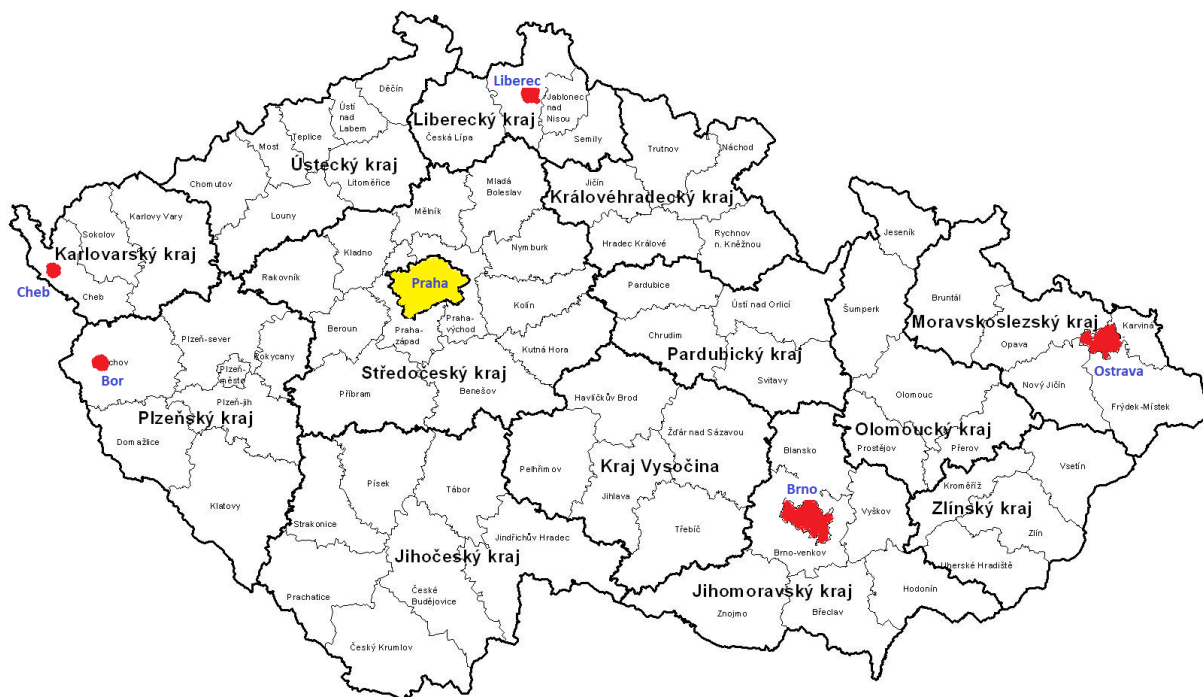 Liberec
Děčín
Jablonec
nad
Nisou
Ústí
nad
Labem
Liberecký kraj
Teplice
Česká Lípa
Semily
Most
Trutnov
Náchod
Ústecký kraj
Chomutov
Litoměřice
Mladá
Boleslav
Jičín
Královéhradecký kraj
Karlovy Vary
Louny
Mělník
Sokolov
Karlovarský kraj
Kladno
Nymburk
Hradec Králové
Rychnov
n. Kněžnou
Jeseník
Rakovník
Praha
Cheb
Cheb
Pardubice
Bruntál
Kolín
Ústí nad Orlicí
Šumperk
Beroun
Praha-
západ
Praha-
východ
Chrudim
Moravskoslezský kraj
Karviná
Opava
Plzeň-sever
Rokycany
Kutná Hora
Pardubický kraj
chov
Plzeň-
město
Středočeský kraj
Svitavy
Ostrava
Bor
Příbram
Benešov
Nový Jičín
Havlíčkův Brod
Olomouc
Frýdek-Místek
Plzeň-jih
Plzeňský kraj
Domažlice
Žďár nad Sázavou
Olomoucký kraj
Blansko
Prostějov
Přerov
Kraj Vysočina
Pelhřimov
Vsetín
Písek
Tábor
Jihlava
Brno
Kroměříž
Klatovy
Vyškov
Zlínský kraj
Strakonice
Třebíč
Zlín
Jindřichův Hradec
Jihočeský kraj
Brno-venkov
Uherské Hradiště
Prachatice
České
Budějovice
Jihomoravský kraj
Hodonín
Znojmo
Břeclav
Český Krumlov